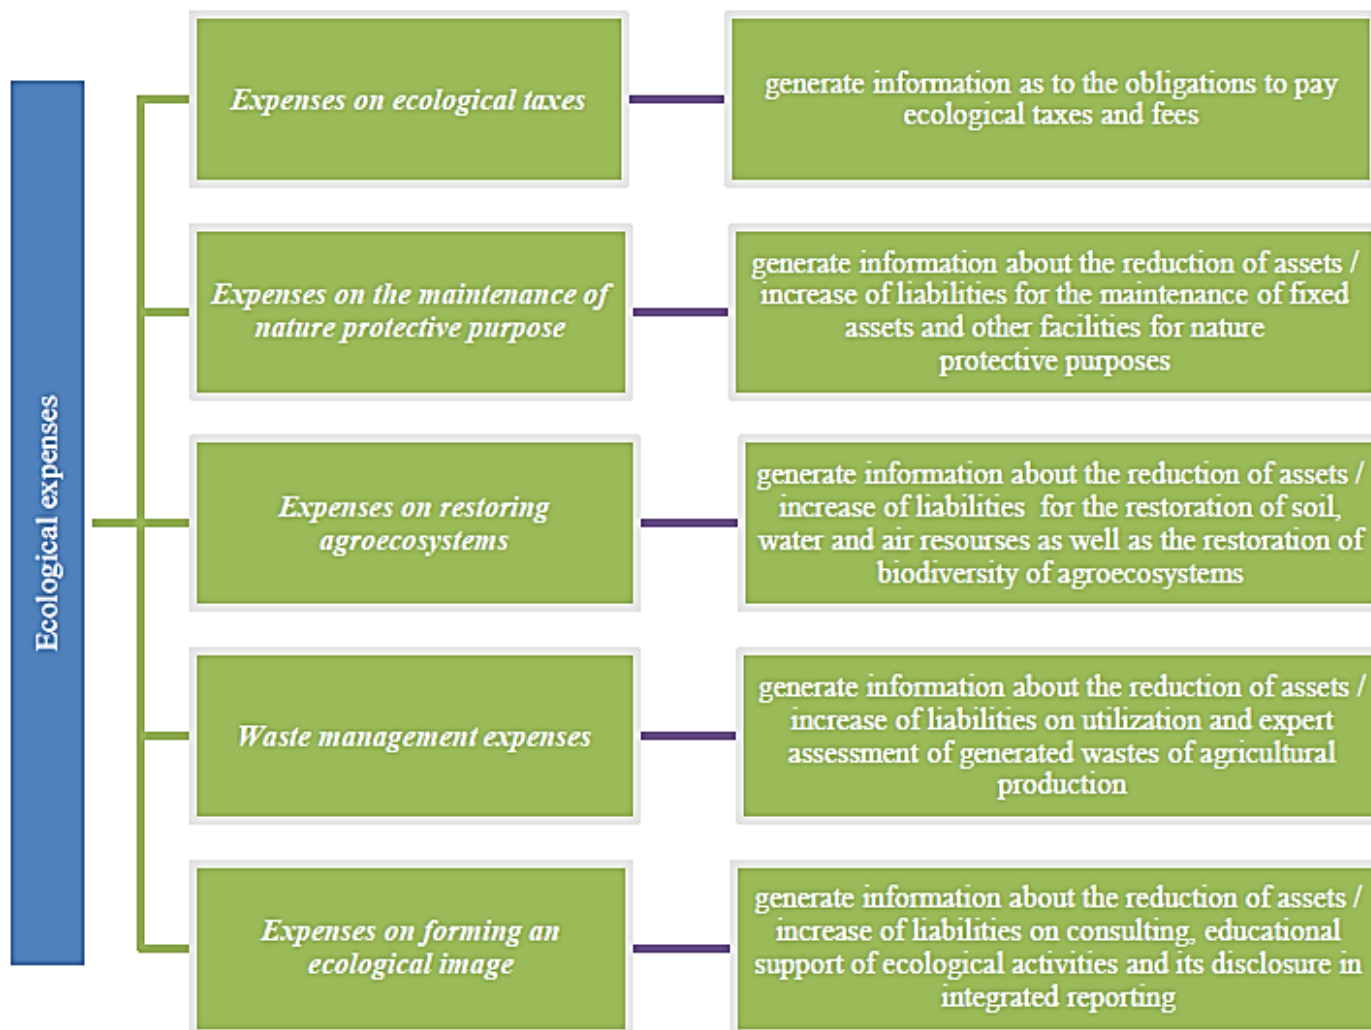 Ecological expenses
Expenses on ecological taxes
generate information as to the obligations to pay
ecological taxes and fees
Expenses on the maintenance of
nature protective purpose
generate information about the reduction of assets /
increase of liabilities for the maintenance of fixed
assets and other facilities for nature
protective purposes
Expenses on restoring
agroecosystems
generate information about the reduction of assets /
increase of liabilities for the restoration of soil,
water and air resourses as well as the restoration of
biodiversity of agroecosystems
Waste management expenses
generate information about the reduction of assets /
increase of liabilities on utilization and expert
assessment of generated wastes of agricultural
production
Expenses on forming an
ecological image
generate information about the reduction of assets /
increase of liabilities on consulting, educational
support of ecological activities and its disclosure in
integrated reporting